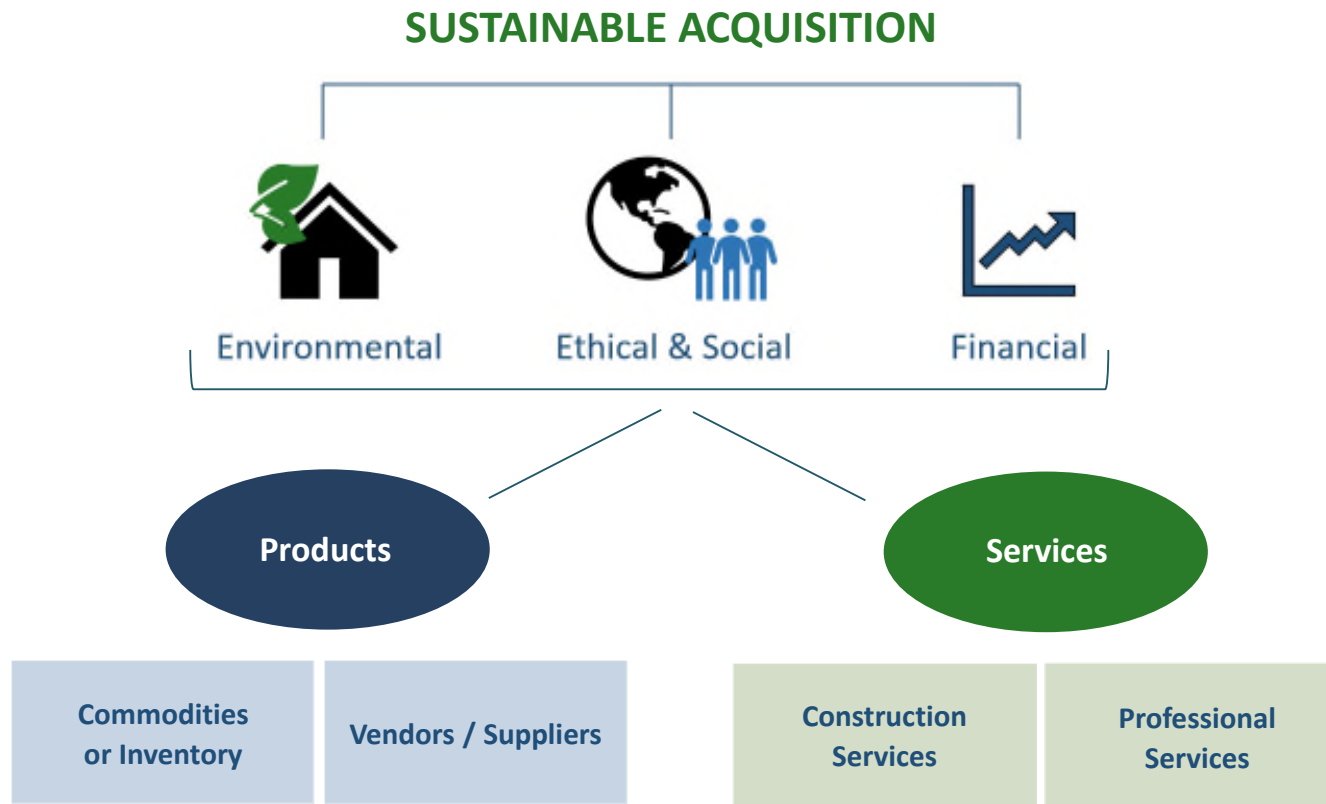 SUSTAINABLE ACQUISITION
Environmental
Ethical & Social
Financial
Products
Services
Commodities
or Inventory
Vendors / Suppliers
Construction
Services
Professional
Services